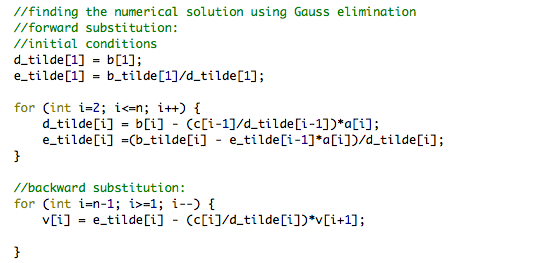 //finding the numerical solution using Gauss elimination
//forward substitution:
//initial conditions
d_tilde[1] = b[1];
e_tilde[1] = b_tilde[1]/d_tilde[1];
for (int i=2; i<=n; i++) {
d_tilde[i] = b[i] - (c[i-1]/d_tilde[i-1])*a[i];
e_tilde[i] =(b_tilde[i] - e_tilde[i-1]*a[i])/d_tilde[i];
}
//backward substitution:
for (int i=n-1; i>=1; i--) {
v[i] = e_tilde[i] - (c[i]/d_tilde[i])*v[i+1];
}